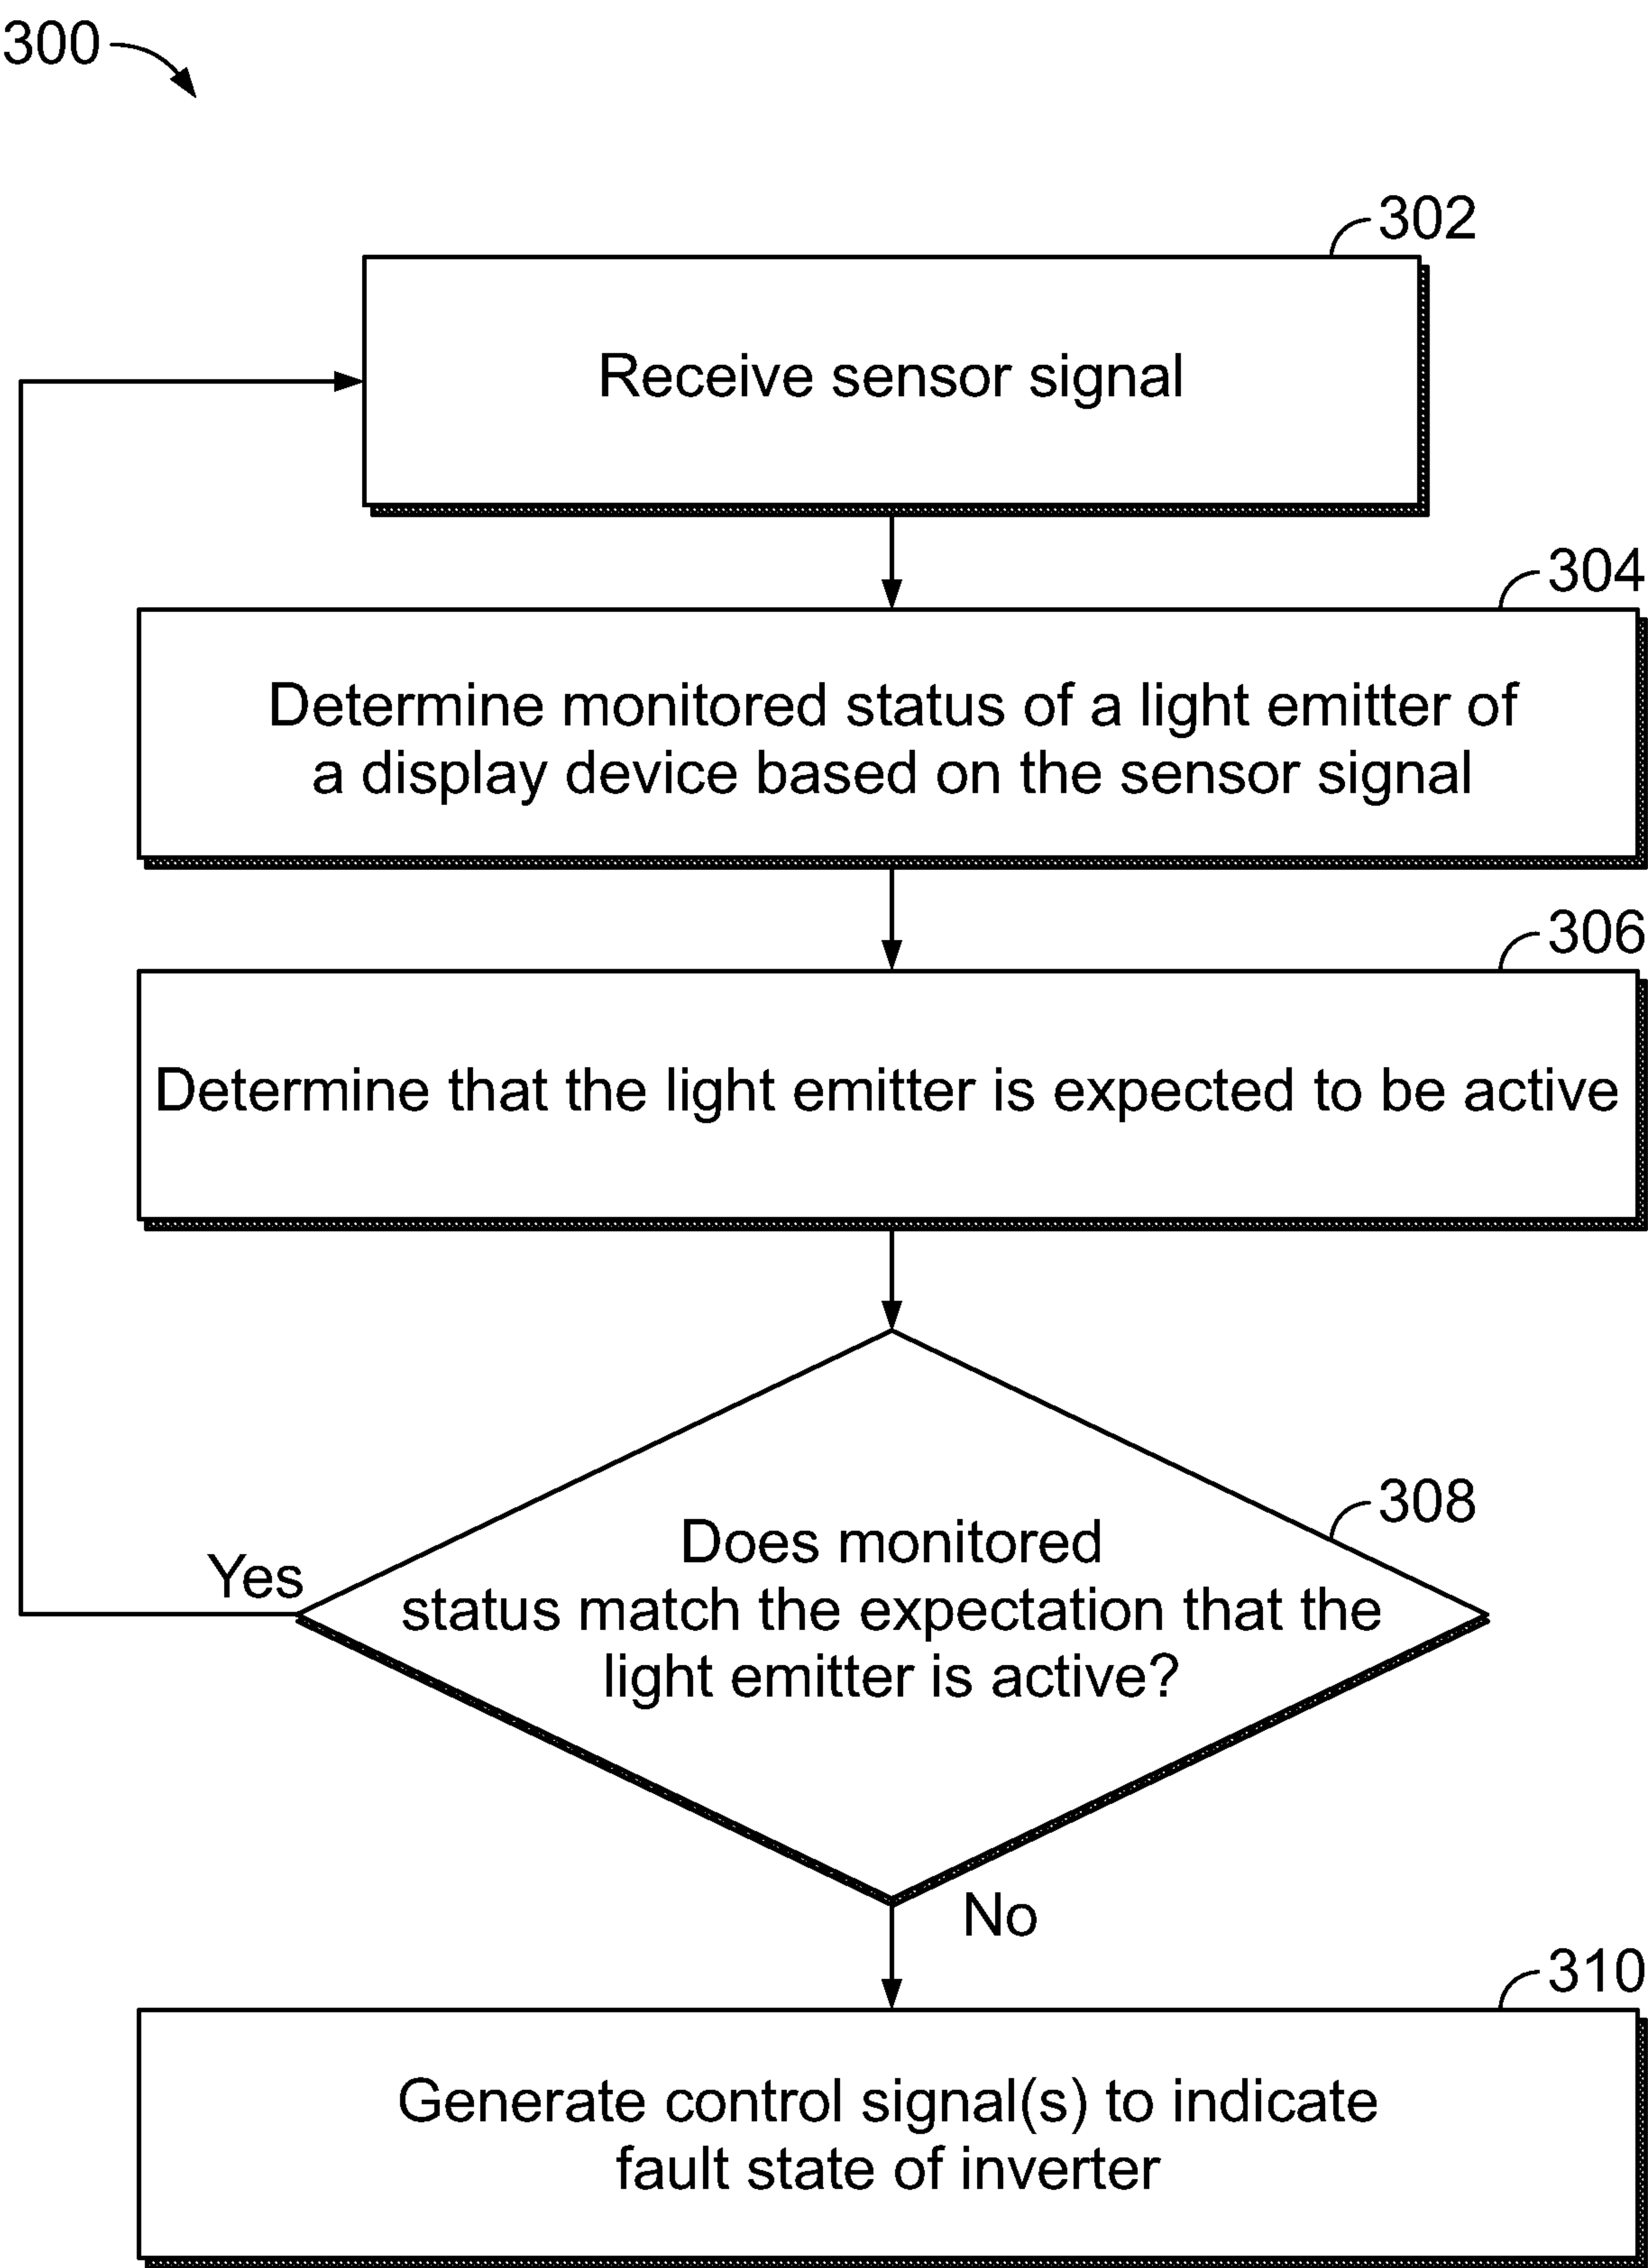 300
302
Receive sensor signal
304
Determine monitored status of a light emitter of
a display device based on the sensor signal
306
Determine that the light emitter is expected to be active
308
Does monitored
status match the expectation that the
light emitter is active?
Yes
No
310
Generate control signal(s) to indicate
fault state of inverter